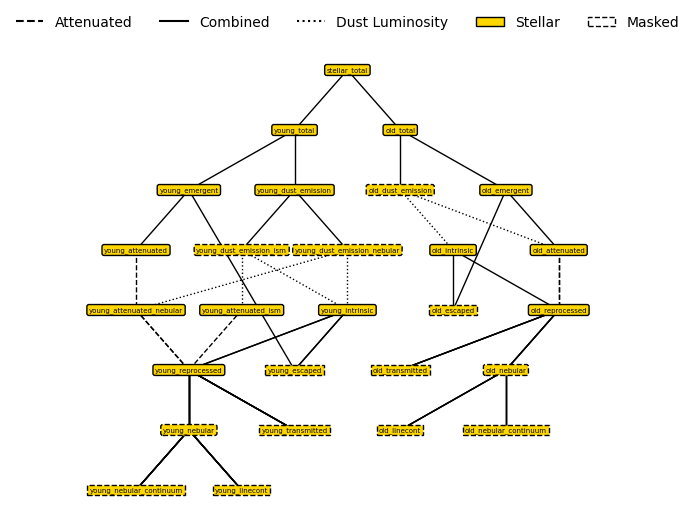 Attenuated Combined Dust Luminosity Stellar Masked
stellar_total
young_total old_total
young_emergent young_dust_emission old_dust_emission old_emergent
young_attenuated young_dust_emission_ism young_dust_emission_nebular old_intrinsic old_attenuated
young_attenuated_nebular young_attenuated_ism young_intrinsic old_escaped old_reprocessed
young_reprocessed young_escaped old_transmitted old_nebular
young_nebular young_transmitted old_linecont old_nebular_continuum
young_nebular_continuum young_linecont